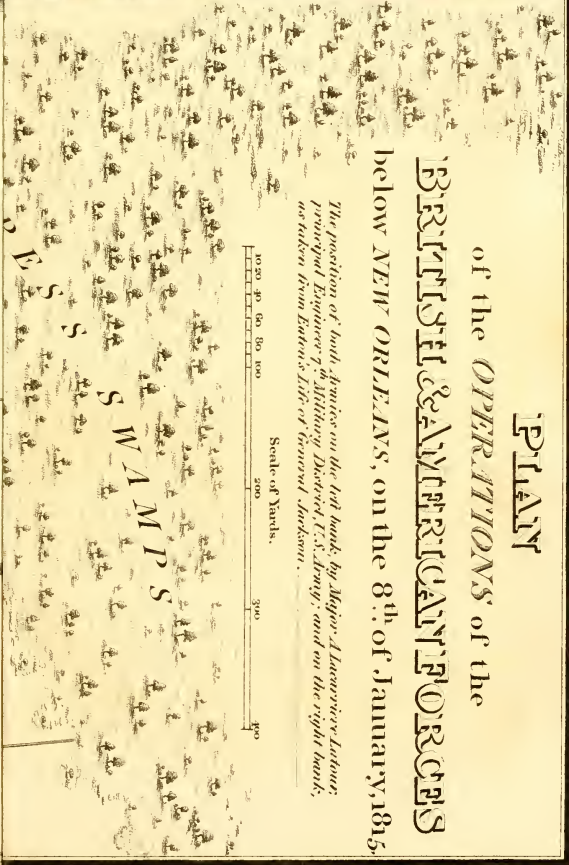 PLAN
of the OPERATIONS of the
BRITISH & AMERICAN FORCES
below NEW ORLEANS, on the 8th. of January, 1815,
The position of both Armies on the left bank, by Major A Lacarriere Latour;
principal Engineer 7th. Military District, U.S. Army; and on the right bank;
as taken from Eaton's Life of General Jackson.
Scale of Yards.
10 20 40 60 80 100 200 300 400
ESS SWAMPS